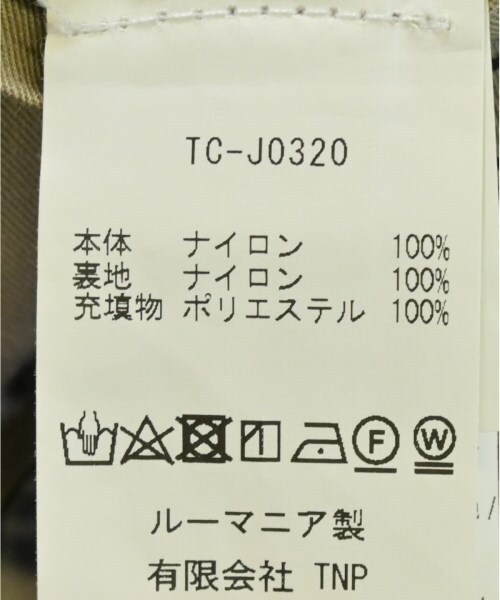 TC-J0320
本体 ナイロン 100%
裏地 ナイロン 100%
充填物 ポリエステル 100%
F W
ルーマニア製
有限会社 TNP